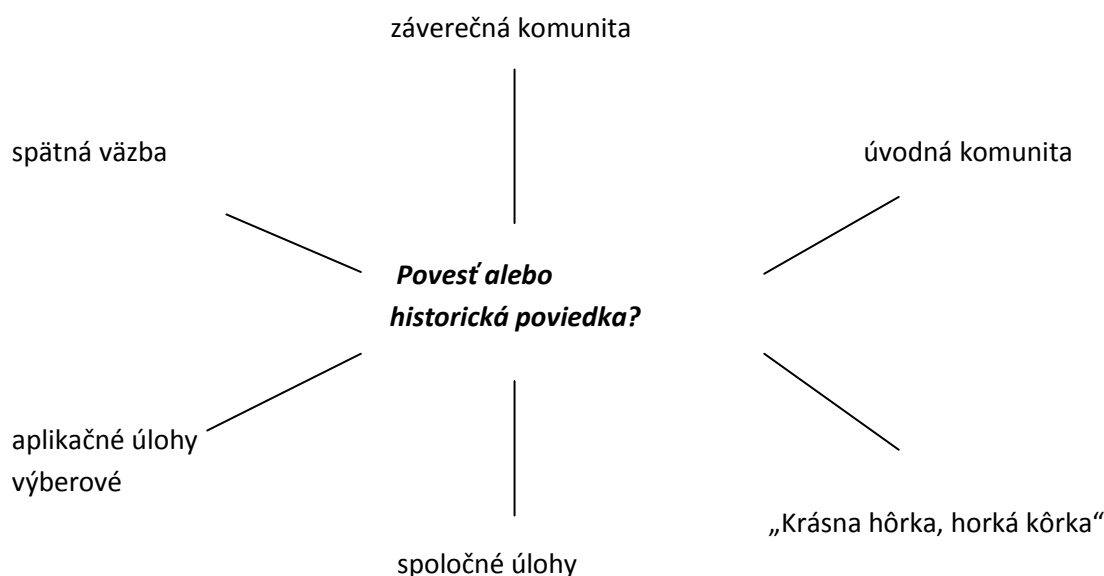 záverečná komunita
spätná väzba
úvodná komunita
Povesť alebo
historická poviedka?
aplikačné úlohy
výberové
„Krásna hôrka, horká kôrka“
spoločné úlohy